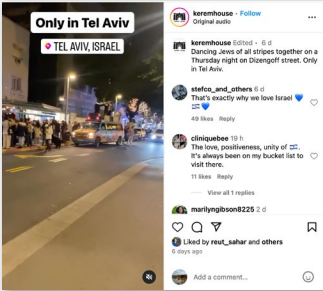 Only in Tel Aviv
TEL AVIV, ISRAEL
keremhouse • Follow
Original audio
keremhouse Edited • 6 d
Dancing Jews of all stripes together on a
Thursday night on Dizengoff street. Only
in Tel Aviv.
stefco_and_others 6 d
That's exactly why we love Israel 💙
🇮🇱 💙
49 likes Reply
cliniquebee 19 h
The love, positiveness, unity of 🇮🇱.
It's always been on my bucket list to
visit there.
11 likes Reply
View all 1 replies
marilyngibson8225 2 d
Liked by reut_sahar and others
6 days ago
Add a comment...